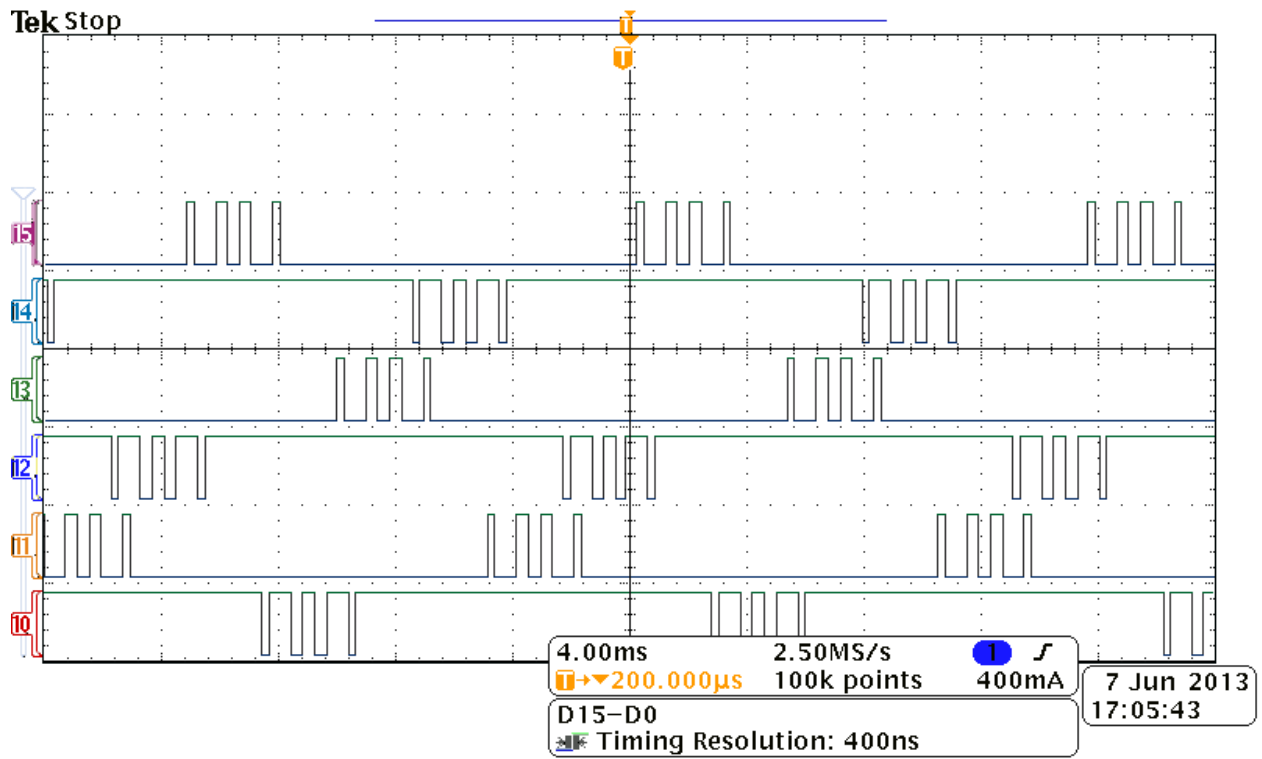 Tek Stop
T
T
15
14
13
12
11
10
4.00ms 2.50MS/s 1
T→▼200.000µs 100k points 400mA
7 Jun 2013
17:05:43
D15-D0
Timing Resolution: 400ns